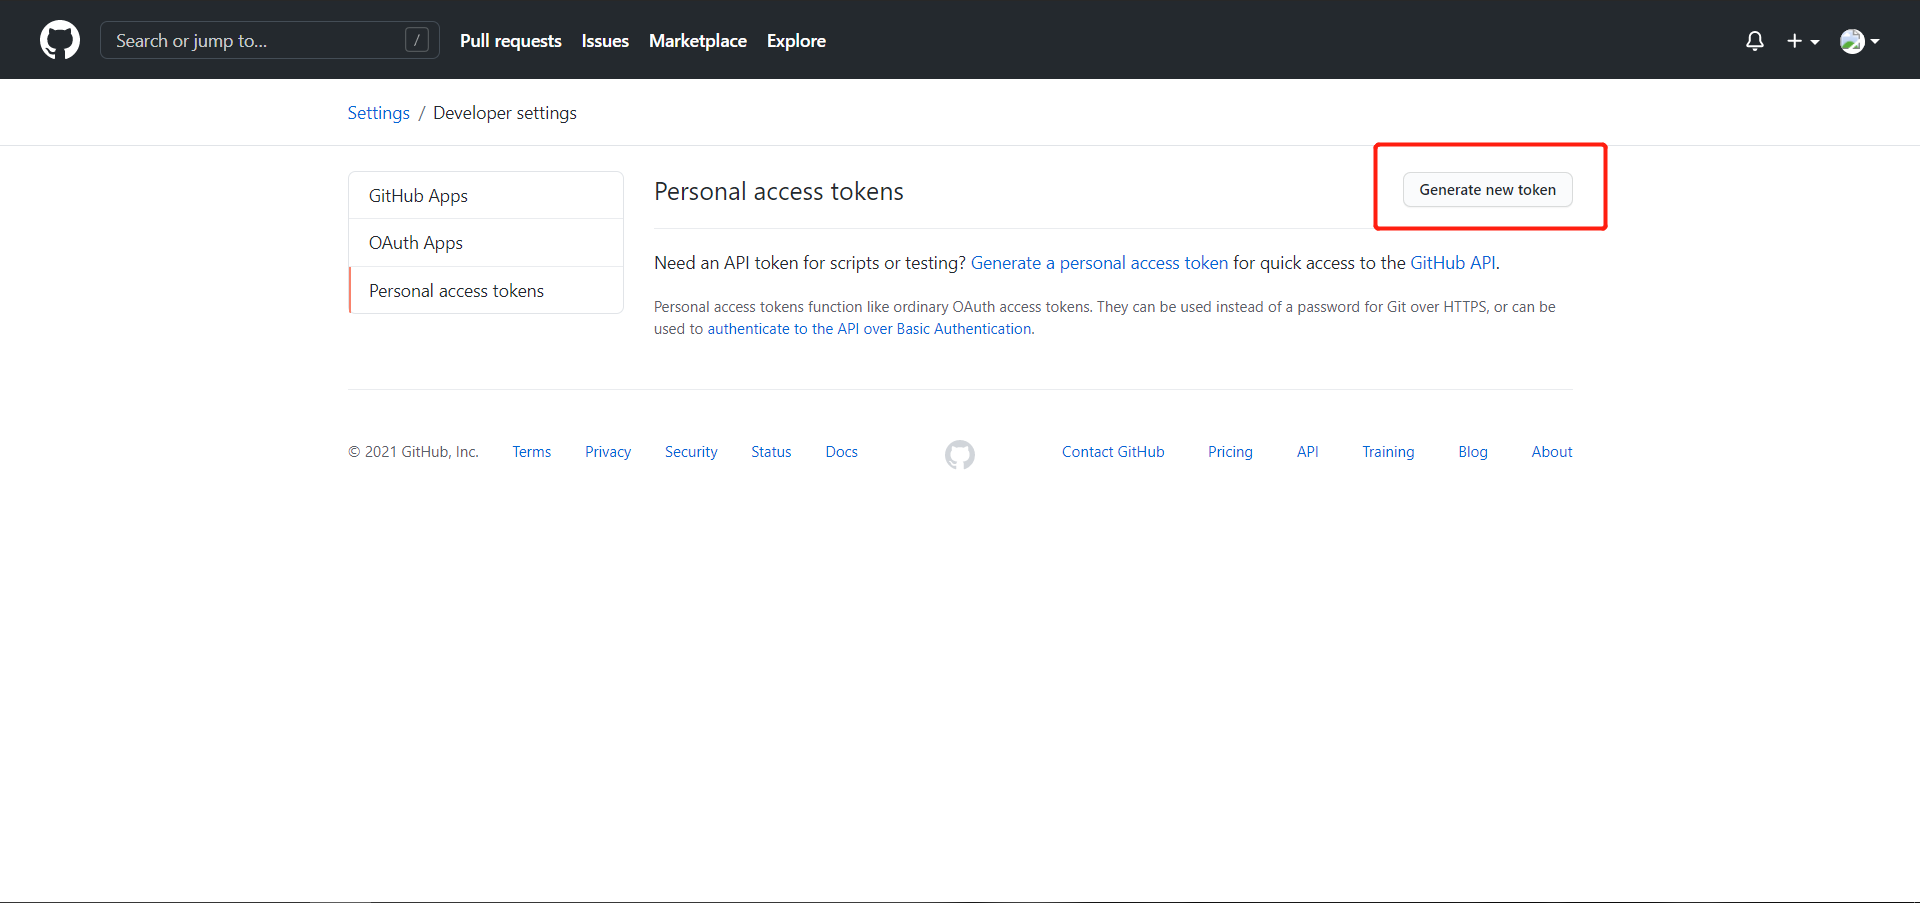 Search or jump to... /
Pull requests Issues Marketplace Explore
Settings / Developer settings
GitHub Apps
OAuth Apps
Personal access tokens
Personal access tokens
Generate new token
Need an API token for scripts or testing? Generate a personal access token for quick access to the GitHub API.
Personal access tokens function like ordinary OAuth access tokens. They can be used instead of a password for Git over HTTPS, or can be
used to authenticate to the API over Basic Authentication.
© 2021 GitHub, Inc. Terms Privacy Security Status Docs Contact GitHub Pricing API Training Blog About